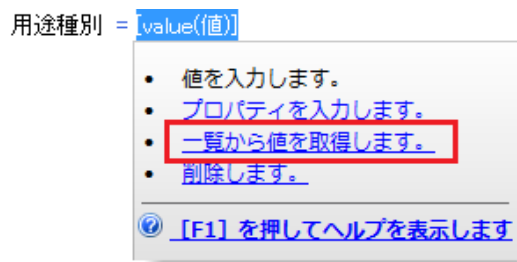 用途種別 = [value(値)]
• 値を入力します。
• プロパティを入力します。
• 一覧から値を取得します。
• 削除します。
[F1] を押してヘルプを表示します